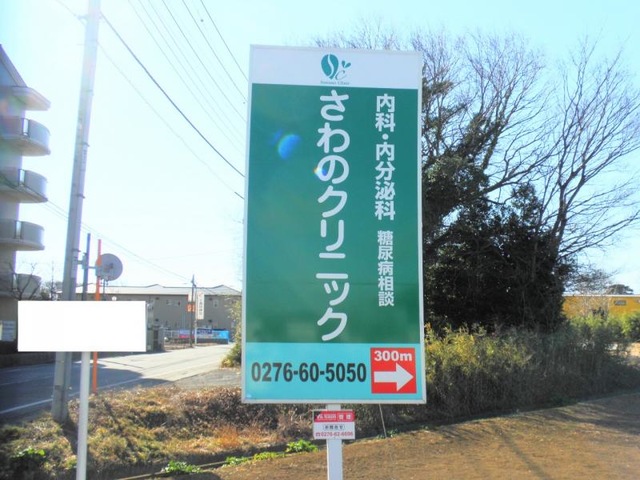 内科・内分泌科 糖尿病相談
さわのクリニック
0276-60-5050
300m